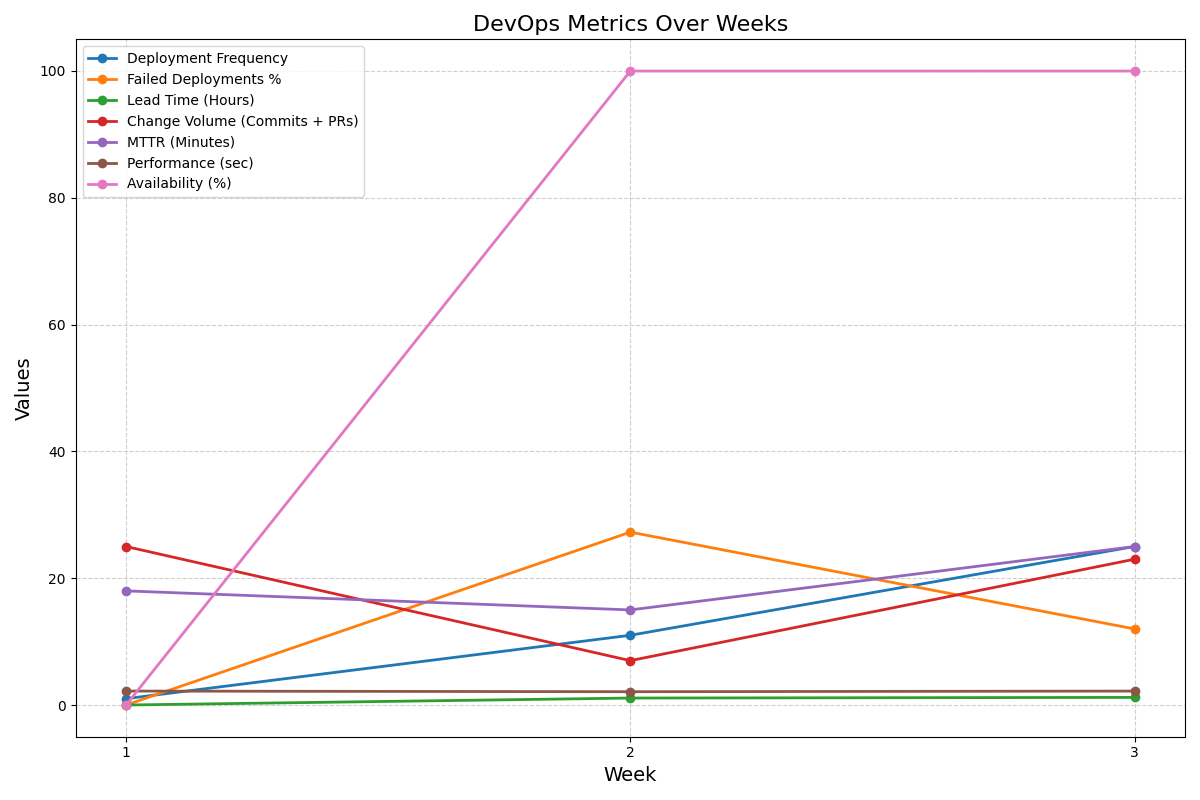 DevOps Metrics Over Weeks
Deployment Frequency
Failed Deployments %
Lead Time (Hours)
Change Volume (Commits + PRs)
MTTR (Minutes)
Performance (sec)
Availability (%)
100
80
60
40
20
0
Values
1 2 3
Week